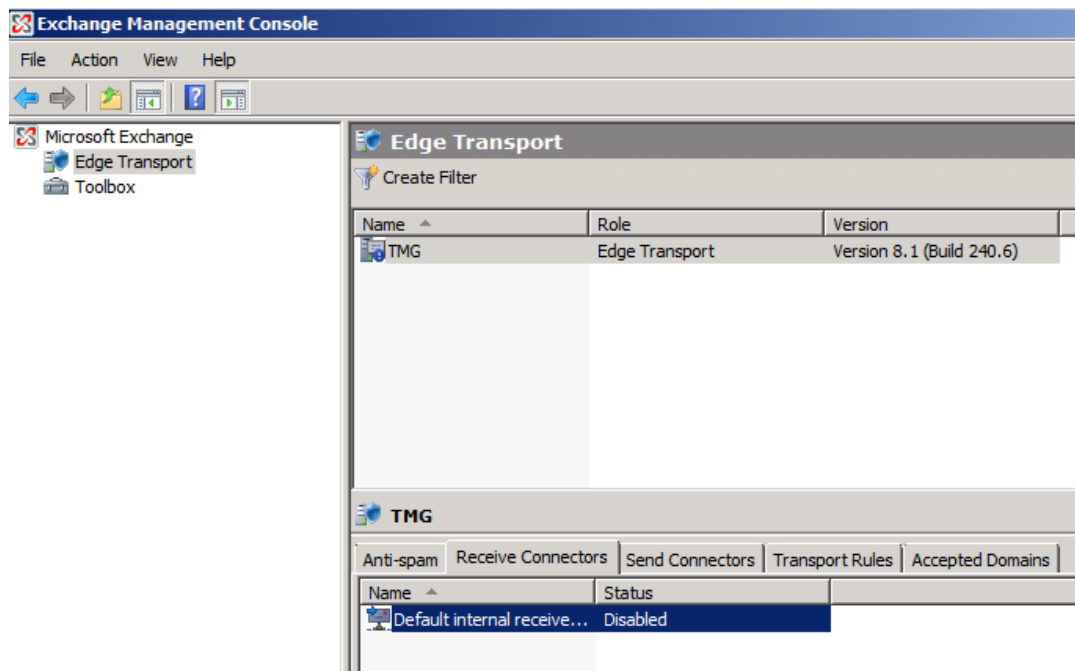 Exchange Management Console
File Action View Help
Microsoft Exchange
Edge Transport
Toolbox
Edge Transport
Create Filter
Name Role Version
TMG Edge Transport Version 8.1 (Build 240.6)
TMG
Anti-spam Receive Connectors Send Connectors Transport Rules Accepted Domains
Name Status
Default internal receive... Disabled